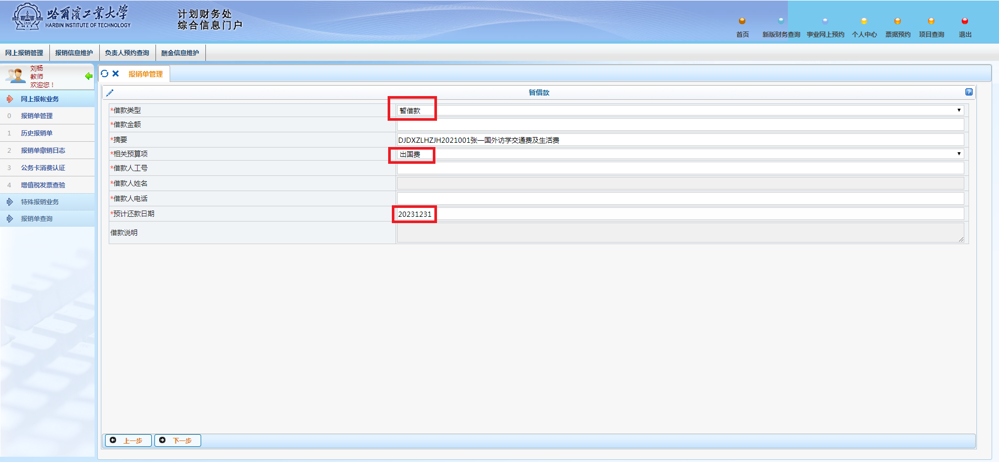 哈爾濱工業大學
HARBIN INSTITUTE OF TECHNOLOGY
计划财务处
综合信息门户
首页 新版财务查询 事业网上预约 个人中心 票据预约 项目查询 退出
网上报销管理 报销信息维护 负责人预约查询 酬金信息维护
刘杨
教师
欢迎您！
网上报帐业务
0 报销单管理
1 历史报销单
2 报销单撤销日志
3 公务卡消费认证
4 增值税发票查验
特殊报销业务
报销单查询
报销单管理
暂借款
*借款类型 暂借款
*借款金额
*摘要 DJDXZLHZJH2021001张一国外访学交通费及生活费
*相关预算项 出国费
*借款人工号
*借款人姓名
*借款人电话
*预计还款日期 20231231
借款说明
上一步 下一步